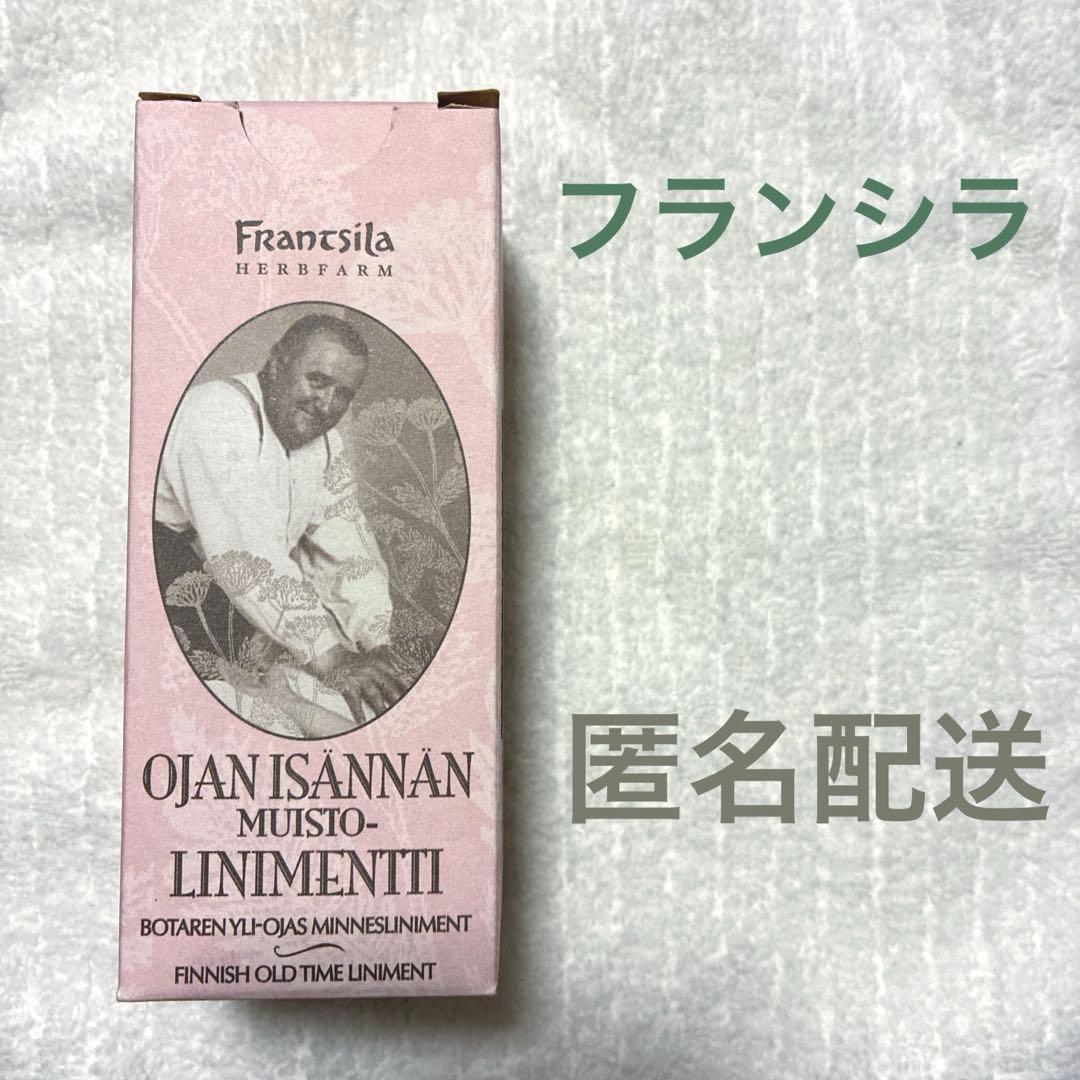 Frantsila
HERBFARM
フランシラ
OJAN ISÄNNÄN
MUISTO-
LINIMENTTI
BOTAREN YLI-OJAS MINNESLINIMENT
FINNISH OLD TIME LINIMENT
匿名配送